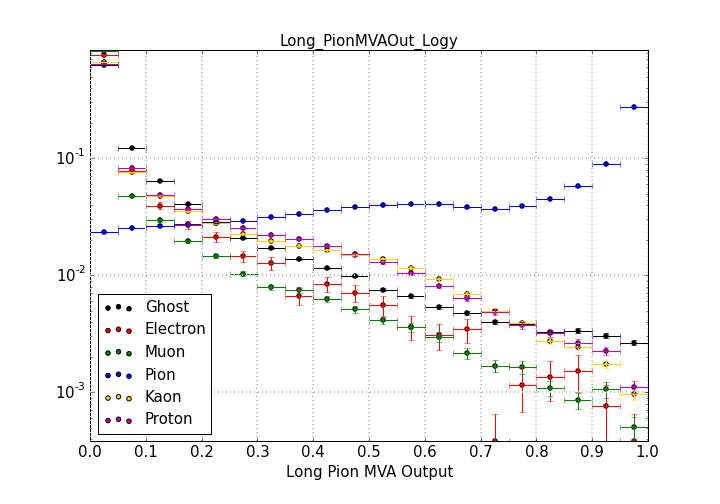 Long_PionMVAOut_Logy
10-1
10-2
10-3
Ghost
Electron
Muon
Pion
Kaon
Proton
0.0 0.1 0.2 0.3 0.4 0.5 0.6 0.7 0.8 0.9 1.0
Long Pion MVA Output